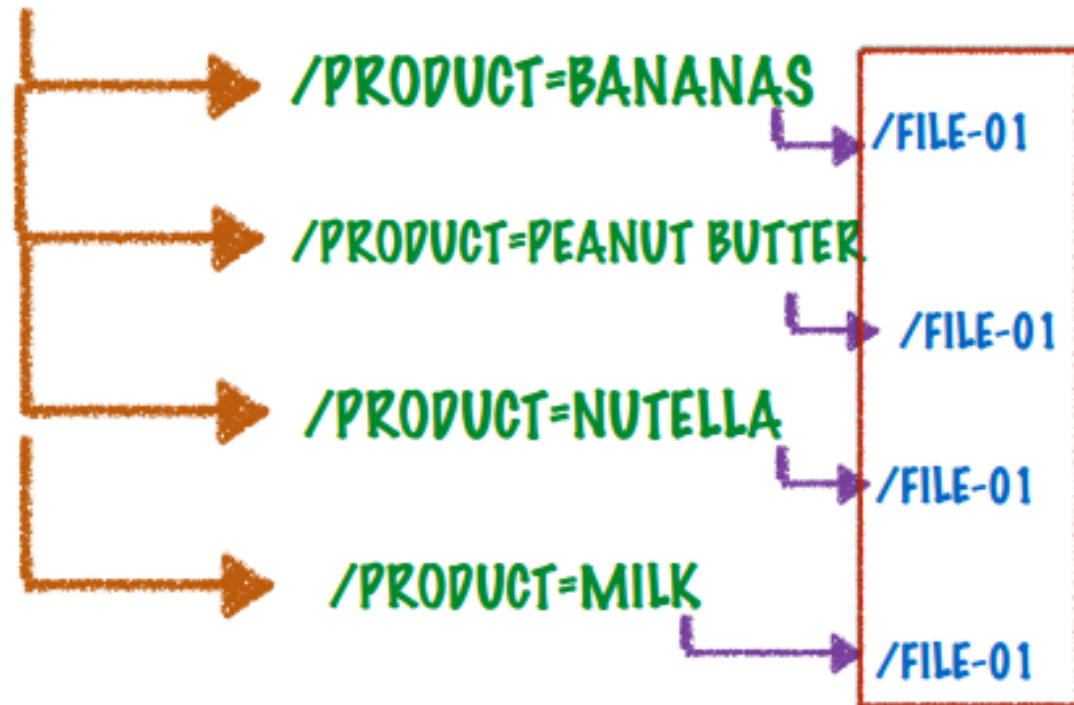 /PRODUCT=BANANAS
/FILE-01
/PRODUCT=PEANUT BUTTER
/FILE-01
/PRODUCT=NUTELLA
/FILE-01
/PRODUCT=MILK
/FILE-01